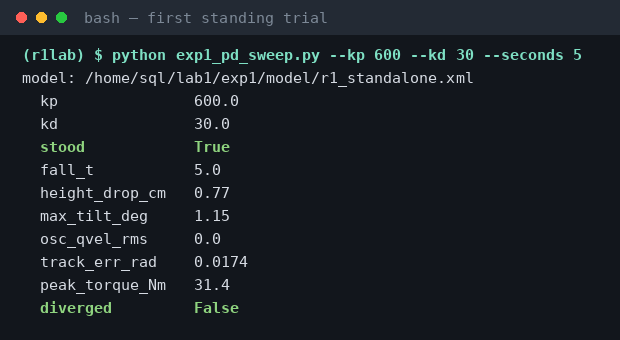 bash — first standing trial
(r1lab) $ python exp1_pd_sweep.py --kp 600 --kd 30 --seconds 5
model: /home/sql/lab1/exp1/model/r1_standalone.xml
kp 600.0
kd 30.0
stood True
fall_t 5.0
height_drop_cm 0.77
max_tilt_deg 1.15
osc_qvel_rms 0.0
track_err_rad 0.0174
peak_torque_Nm 31.4
diverged False